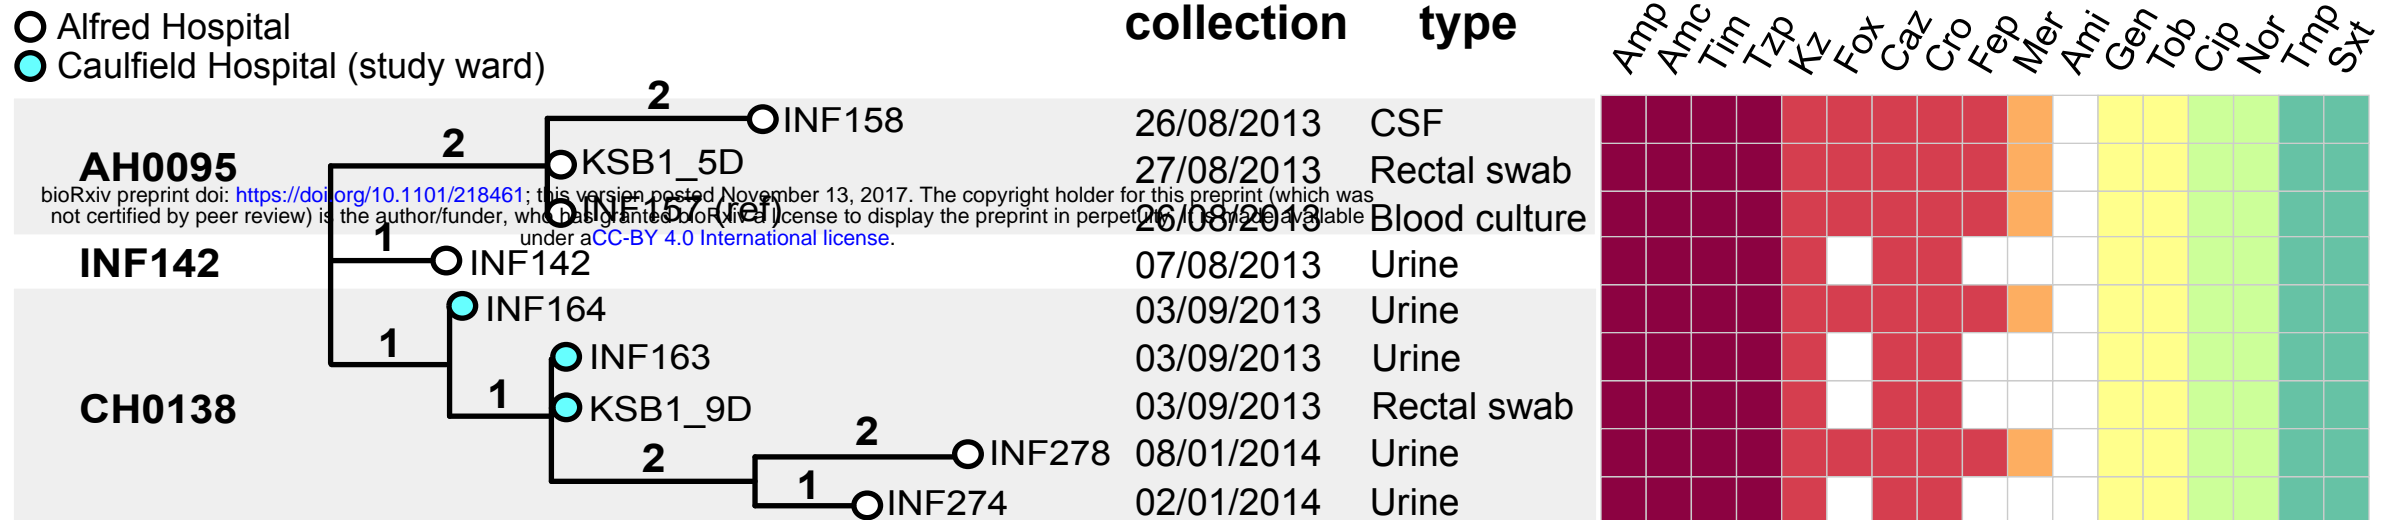 Alfred Hospital
Caulfield Hospital (study ward)
collection type
Amp Amc Tim Tzp Kz Fox Caz Cro Fep Mer Ami Gen Tob Cip Nor Tmp Sxt
2 INF158 26/08/2013 CSF
AH0095 2 KSB1_5D 27/08/2013 Rectal swab
bioRxiv preprint doi: https://doi.org/10.1101/218461; this version posted November 13, 2017. The copyright holder for this preprint (which was
not certified by peer review) is the author/funder, who has granted bioRxiv a license to display the preprint in perpetuity. It is made available
under aCC-BY 4.0 International license.
INF157 (ref) 26/08/2013 Blood culture
INF142 1 INF142 07/08/2013 Urine
INF164 03/09/2013 Urine
1 INF163 03/09/2013 Urine
CH0138 1 KSB1_9D 03/09/2013 Rectal swab
2 2 INF278 08/01/2014 Urine
1 INF274 02/01/2014 Urine